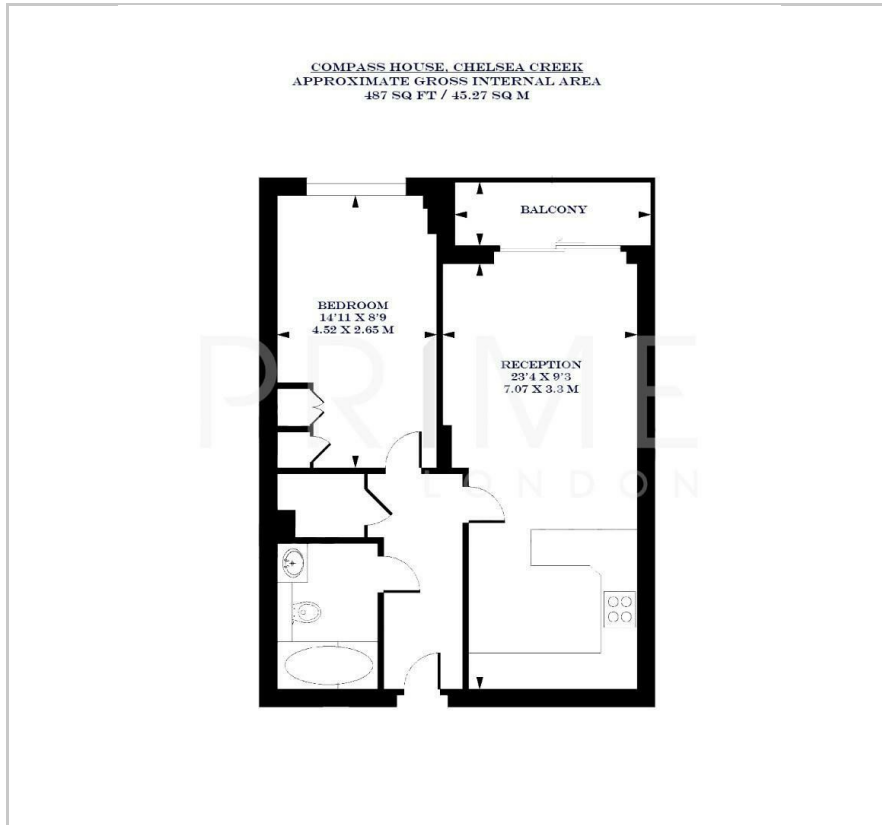 COMPASS HOUSE, CHELSEA CREEK
APPROXIMATE GROSS INTERNAL AREA
487 SQ FT / 45.27 SQ M
BALCONY
BEDROOM
14'11 X 8'9
4.52 X 2.65 M
RECEPTION
23'4 X 9'3
7.07 X 3.3 M
PRIME
LONDON